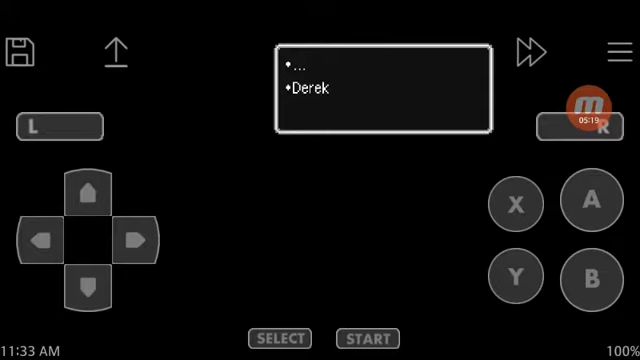 •...
•Derek
05:19
L
R
X
A
Y
B
SELECT
START
11:33 AM
100%